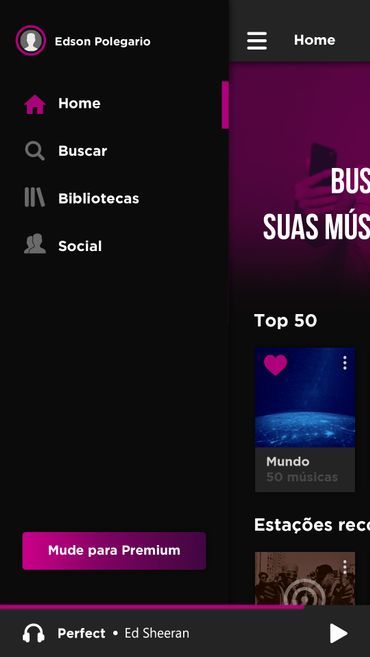 Edson Polegario
Home
Buscar
Bibliotecas
Social
Mude para Premium
Home
BUS
SUAS MÚS
Top 50
Mundo
50 músicas
Estações reco
Perfect • Ed Sheeran